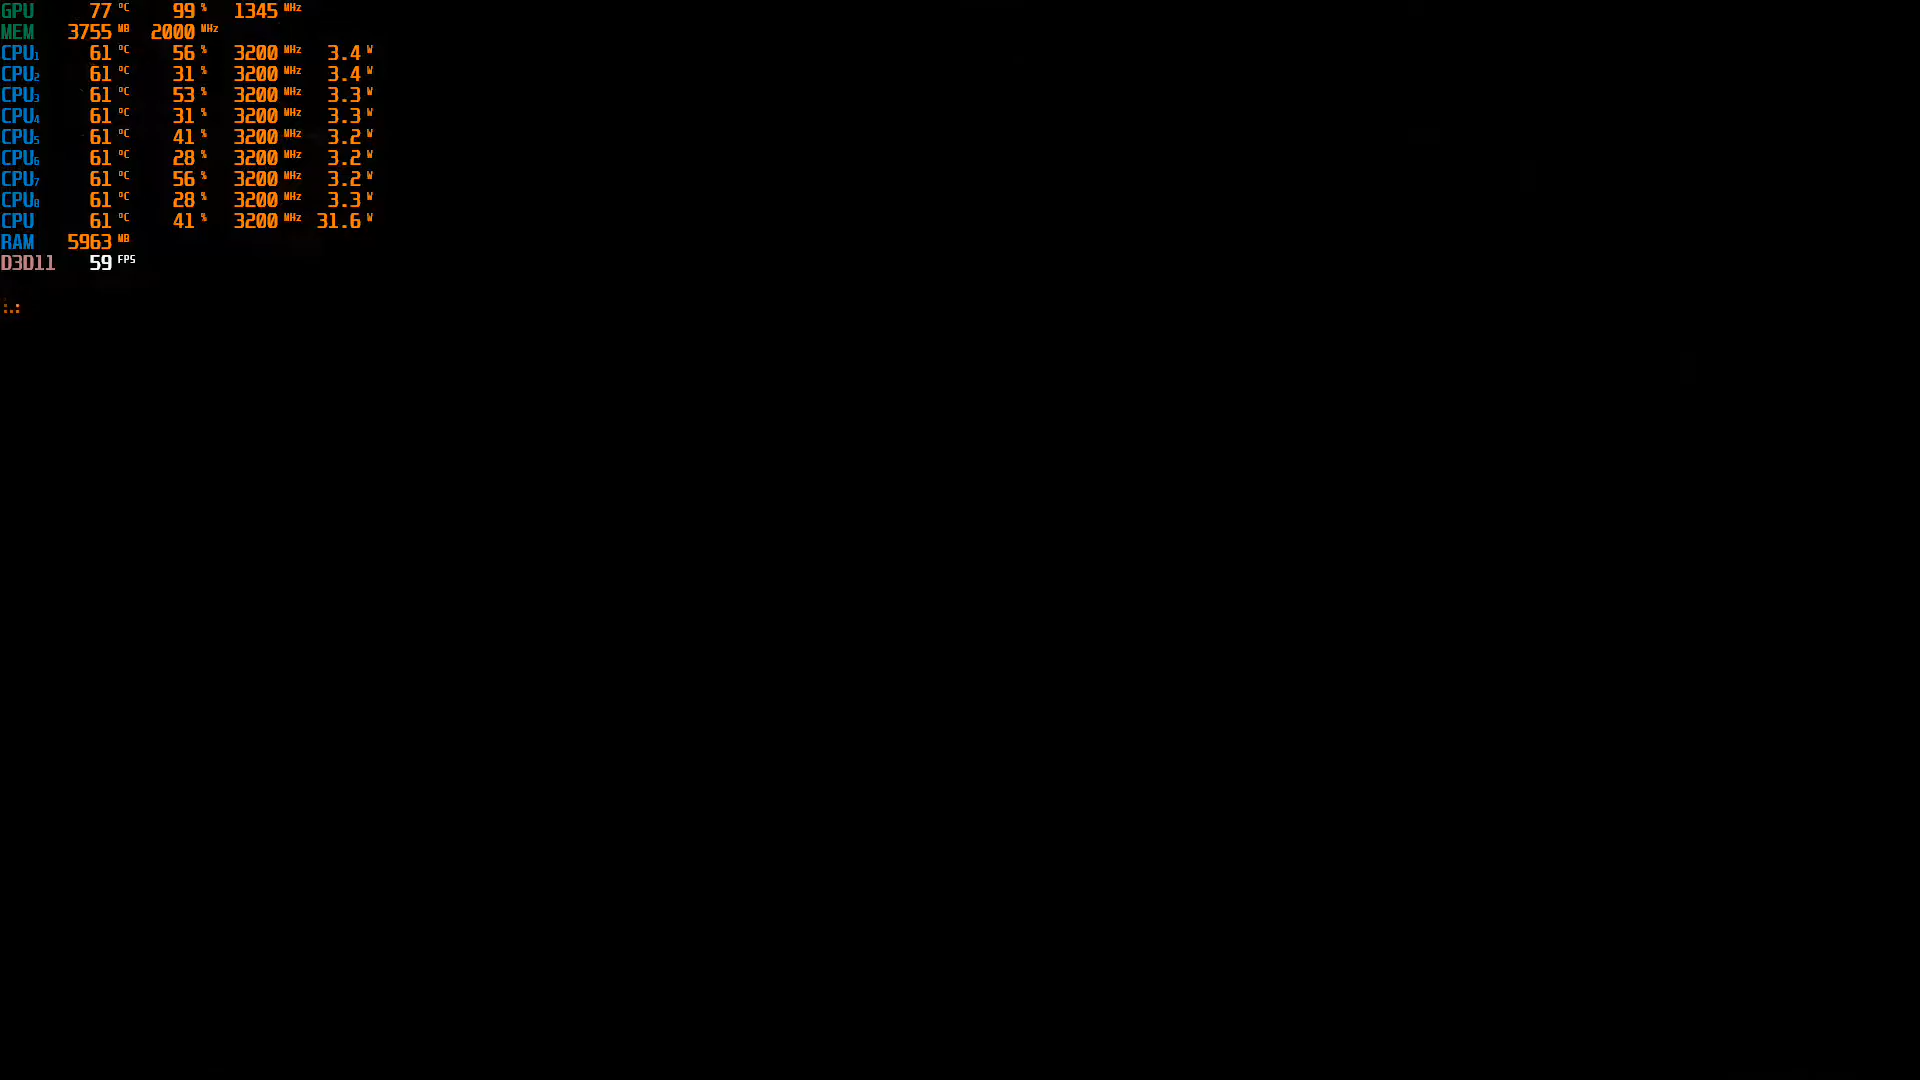 GPU 77 °C 99 % 1345 MHz
MEM 3755 MB 2000 MHz
CPU1 61 °C 56 % 3200 MHz 3.4 W
CPU2 61 °C 31 % 3200 MHz 3.4 W
CPU3 61 °C 53 % 3200 MHz 3.3 W
CPU4 61 °C 31 % 3200 MHz 3.3 W
CPU5 61 °C 41 % 3200 MHz 3.2 W
CPU6 61 °C 28 % 3200 MHz 3.2 W
CPU7 61 °C 56 % 3200 MHz 3.2 W
CPU8 61 °C 28 % 3200 MHz 3.3 W
CPU 61 °C 41 % 3200 MHz 31.6 W
RAM 5963 MB
D3D11 59 FPS